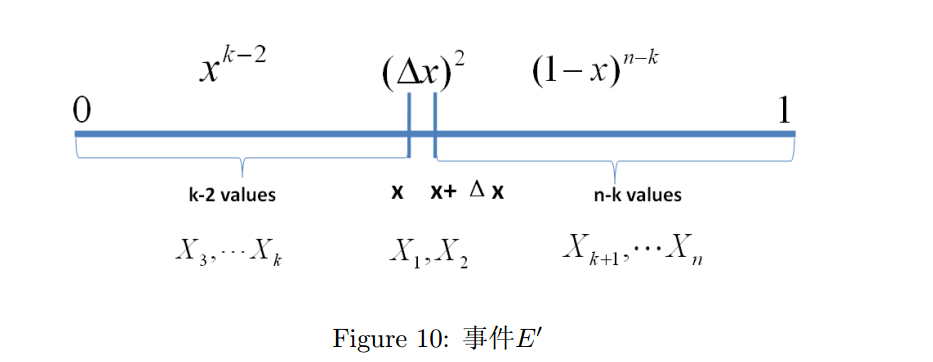 x^{k-2} (Δx)^2 (1-x)^{n-k}
0 1
k-2 values x x+ Δ x n-k values
X_3,⋯X_k X_1,X_2 X_{k+1},⋯X_n
Figure 10: 事件E′